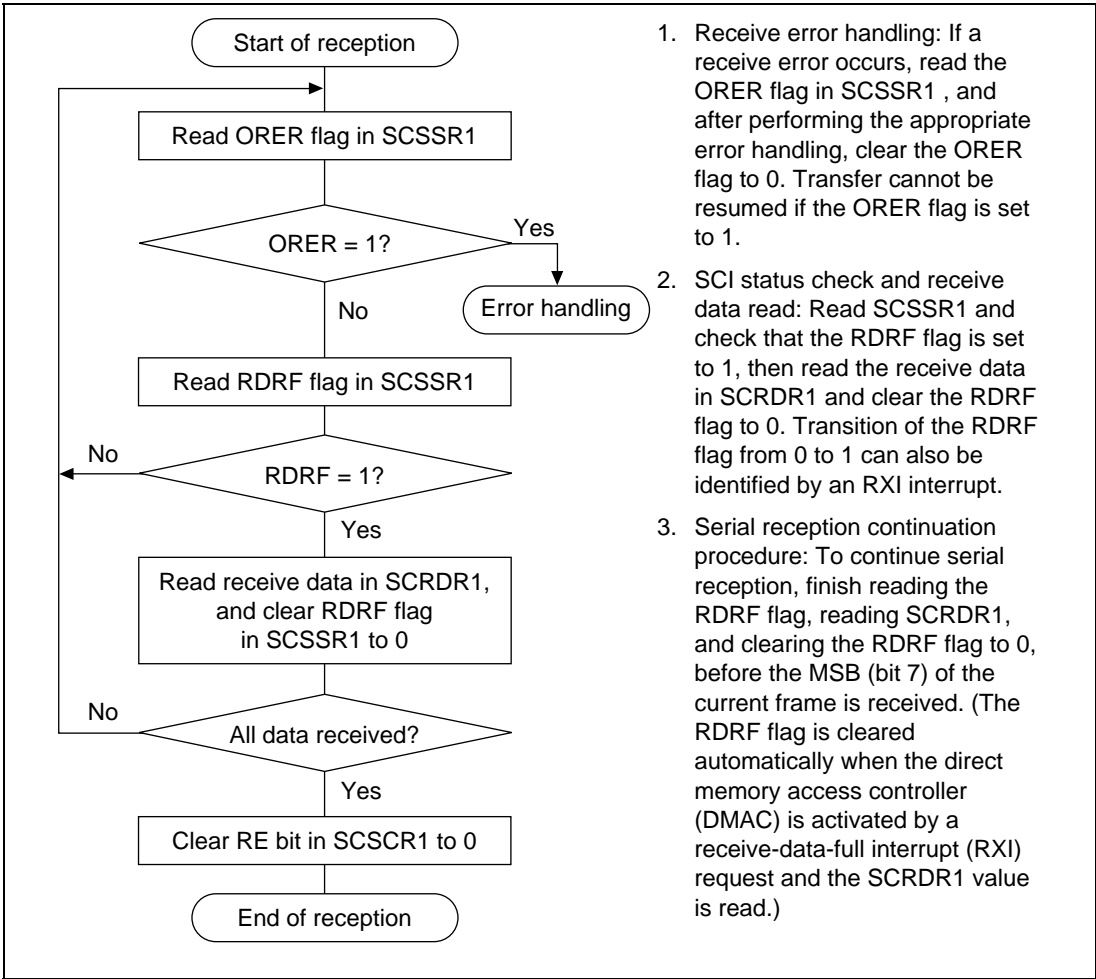 Start of reception
Read ORER flag in SCSSR1
ORER = 1?
Yes
Error handling
No
Read RDRF flag in SCSSR1
No
RDRF = 1?
Yes
Read receive data in SCRDR1,
and clear RDRF flag
in SCSSR1 to 0
No
All data received?
Yes
Clear RE bit in SCSCR1 to 0
End of reception
1. Receive error handling: If a
receive error occurs, read the
ORER flag in SCSSR1 , and
after performing the appropriate
error handling, clear the ORER
flag to 0. Transfer cannot be
resumed if the ORER flag is set
to 1.
2. SCI status check and receive
data read: Read SCSSR1 and
check that the RDRF flag is set
to 1, then read the receive data
in SCRDR1 and clear the RDRF
flag to 0. Transition of the RDRF
flag from 0 to 1 can also be
identified by an RXI interrupt.
3. Serial reception continuation
procedure: To continue serial
reception, finish reading the
RDRF flag, reading SCRDR1,
and clearing the RDRF flag to 0,
before the MSB (bit 7) of the
current frame is received. (The
RDRF flag is cleared
automatically when the direct
memory access controller
(DMAC) is activated by a
receive-data-full interrupt (RXI)
request and the SCRDR1 value
is read.)